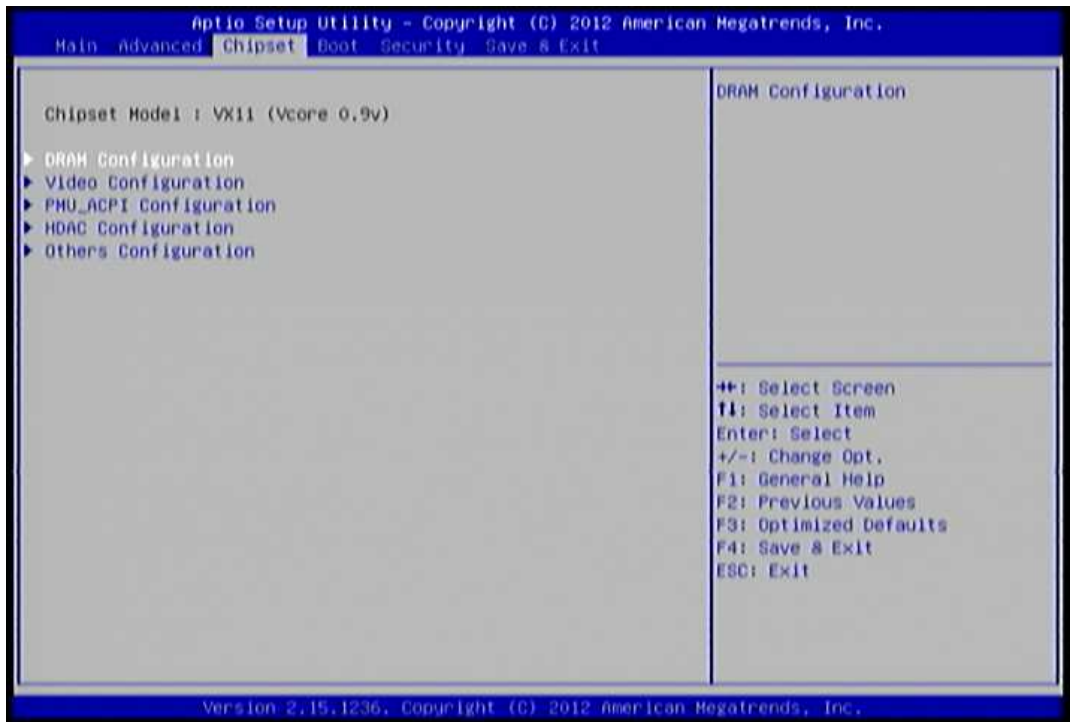 Aptio Setup Utility - Copyright (C) 2012 American Megatrends, Inc.
Main Advanced Chipset Boot Security Save & Exit
Chipset Model : VX11 (Vcore 0.9v)
DRAM Configuration
Video Configuration
PMU_ACPI Configuration
HDAC Configuration
Others Configuration
DRAM Configuration
→←: Select Screen
↑↓: Select Item
Enter: Select
+/-: Change Opt.
F1: General Help
F2: Previous Values
F3: Optimized Defaults
F4: Save & Exit
ESC: Exit
Version 2.15.1236. Copyright (C) 2012 American Megatrends, Inc.